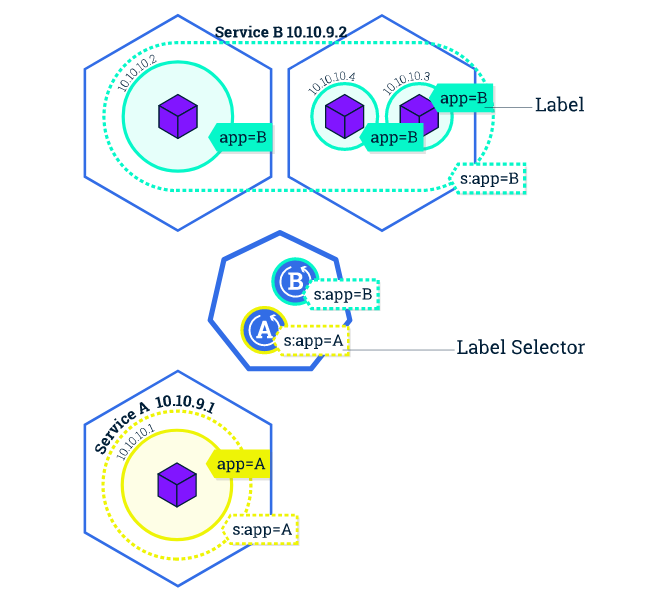 Service B 10.10.9.2
10.10.10.2
10.10.10.4
10.10.10.3
app=B
Label
app=B
app=B
s:app=B
B
s:app=B
A
s:app=A
Label Selector
Service A 10.10.9.1
10.10.10.1
app=A
s:app=A